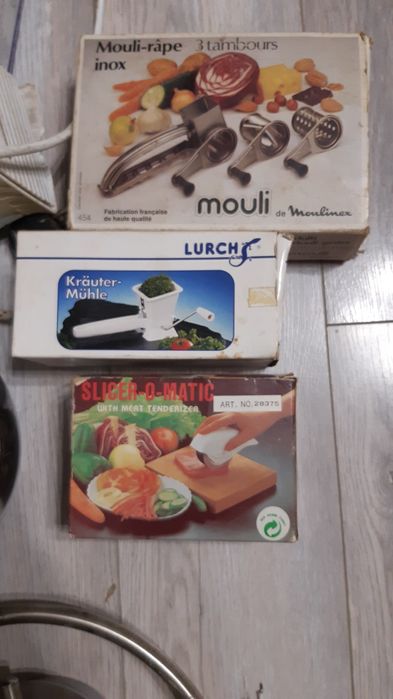 Mouli-râpe 3 tambours
inox
454
Fabrication française
de haute qualité
mouli de Moulinex
LURCH
Kräuter-
Mühle
SLICER-O-MATIC
WITH MEAT TENDERIZER
ART. NO. 28375